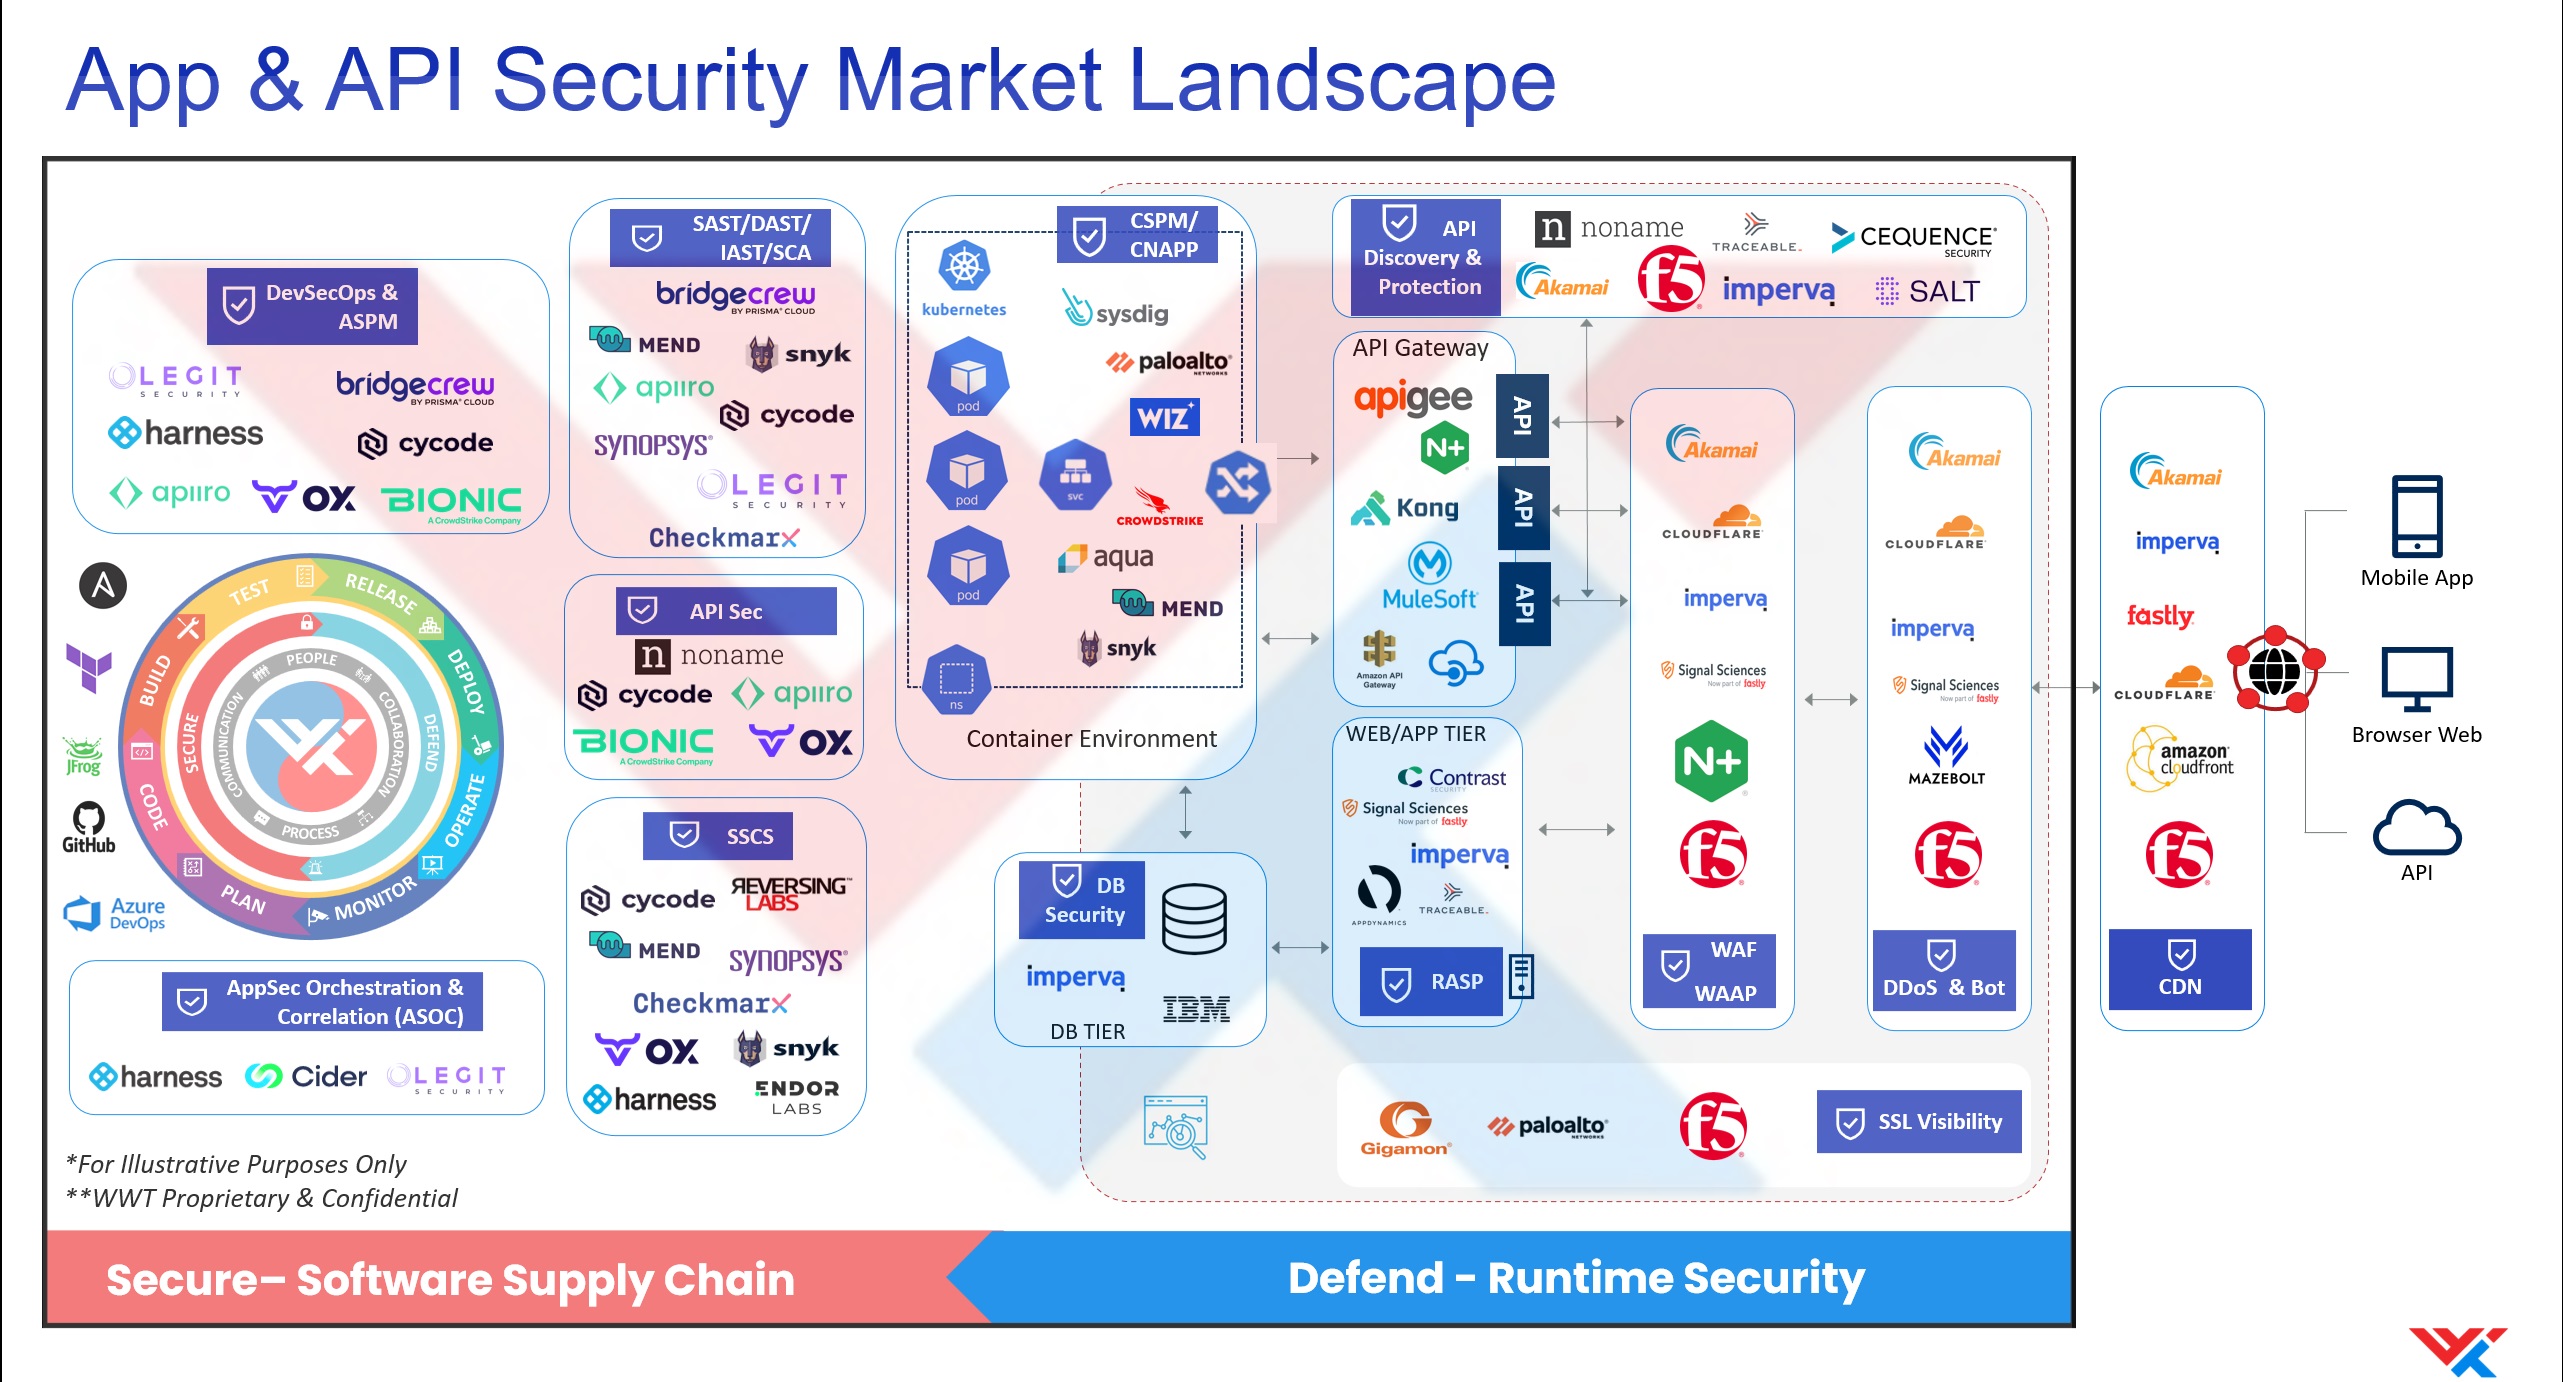 App & API Security Market Landscape
DevSecOps &
ASPM
LEGIT
SECURITY
bridgecrew
BY PRISMA® CLOUD
harness
cycode
apiiro
OX
BIONIC
A CrowdStrike Company
TEST
RELEASE
DEPLOY
OPERATE
MONITOR
PLAN
CODE
BUILD
SECURE
DEFEND
PEOPLE
COLLABORATION
PROCESS
COMMUNICATION
JFrog
GitHub
Azure
DevOps
AppSec Orchestration &
Correlation (ASOC)
harness
Cider
LEGIT
SECURITY
*For Illustrative Purposes Only
**WWT Proprietary & Confidential
SAST/DAST/
IAST/SCA
bridgecrew
BY PRISMA® CLOUD
MEND
snyk
apiiro
cycode
SYNOPSYS®
LEGIT
SECURITY
Checkmarx
API Sec
n noname
cycode
apiiro
BIONIC
A CrowdStrike Company
OX
SSCS
cycode
REVERSING
LABS
MEND
SYNOPSYS®
Checkmarx
OX
snyk
harness
ENDOR
LABS
CSPM/
CNAPP
kubernetes
sysdig
pod
paloalto®
NETWORKS
WIZ
pod
svc
CROWDSTRIKE
pod
aqua
MEND
snyk
ns
Container Environment
DB
Security
imperva
IBM
DB TIER
API
Discovery &
Protection
n noname
TRACEABLE
CEQUENCE
SECURITY
Akamai
f5
imperva
SALT
API Gateway
apigee
N+
Kong
MuleSoft
Amazon API
Gateway
API
API
API
WEB/APP TIER
Contrast
SECURITY
Signal Sciences
Now part of fastly
imperva
APPDYNAMICS
TRACEABLE
RASP
Akamai
CLOUDFLARE
imperva
Signal Sciences
Now part of fastly
N+
f5
WAF
WAAP
Akamai
CLOUDFLARE
imperva
Signal Sciences
Now part of fastly
MAZEBOLT
f5
DDoS & Bot
Gigamon®
paloalto®
NETWORKS
f5
SSL Visibility
Akamai
imperva
fastly
CLOUDFLARE
amazon
cloudfront
f5
CDN
Mobile App
Browser Web
API
Secure– Software Supply Chain
Defend - Runtime Security